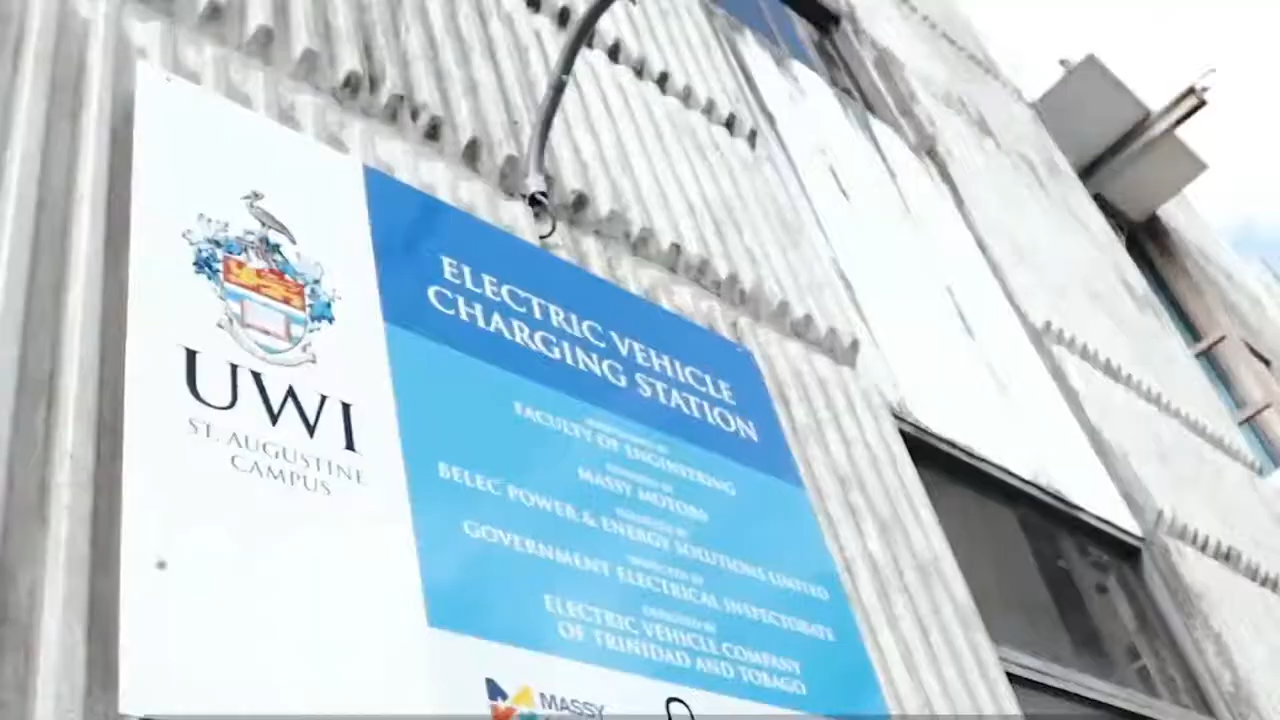 UWI
ST. AUGUSTINE
CAMPUS
ELECTRIC VEHICLE
CHARGING STATION
FACULTY OF ENGINEERING
MASSY MOTORS
BELEC POWER & ENERGY SOLUTIONS LIMITED
GOVERNMENT ELECTRICAL INSPECTORATE
ELECTRIC VEHICLE COMPANY
OF TRINIDAD AND TOBAGO
MASSY